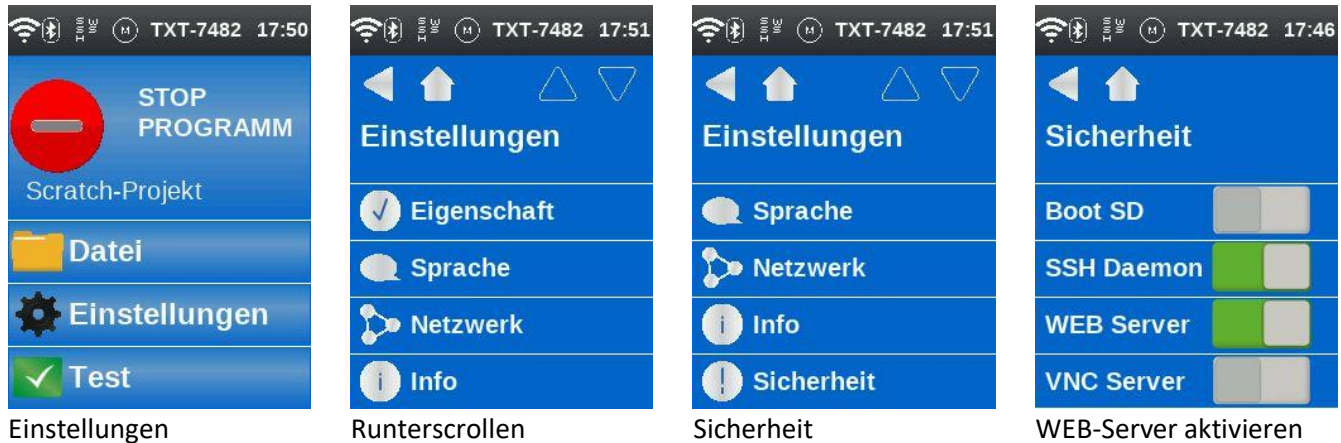 TXT-7482 17:50
STOP
PROGRAMM
Scratch-Projekt
Datei
Einstellungen
Test
Einstellungen
TXT-7482 17:51
Einstellungen
Eigenschaft
Sprache
Netzwerk
Info
Runterscrollen
TXT-7482 17:51
Einstellungen
Sprache
Netzwerk
Info
Sicherheit
Sicherheit
TXT-7482 17:46
Sicherheit
Boot SD
SSH Daemon
WEB Server
VNC Server
WEB-Server aktivieren